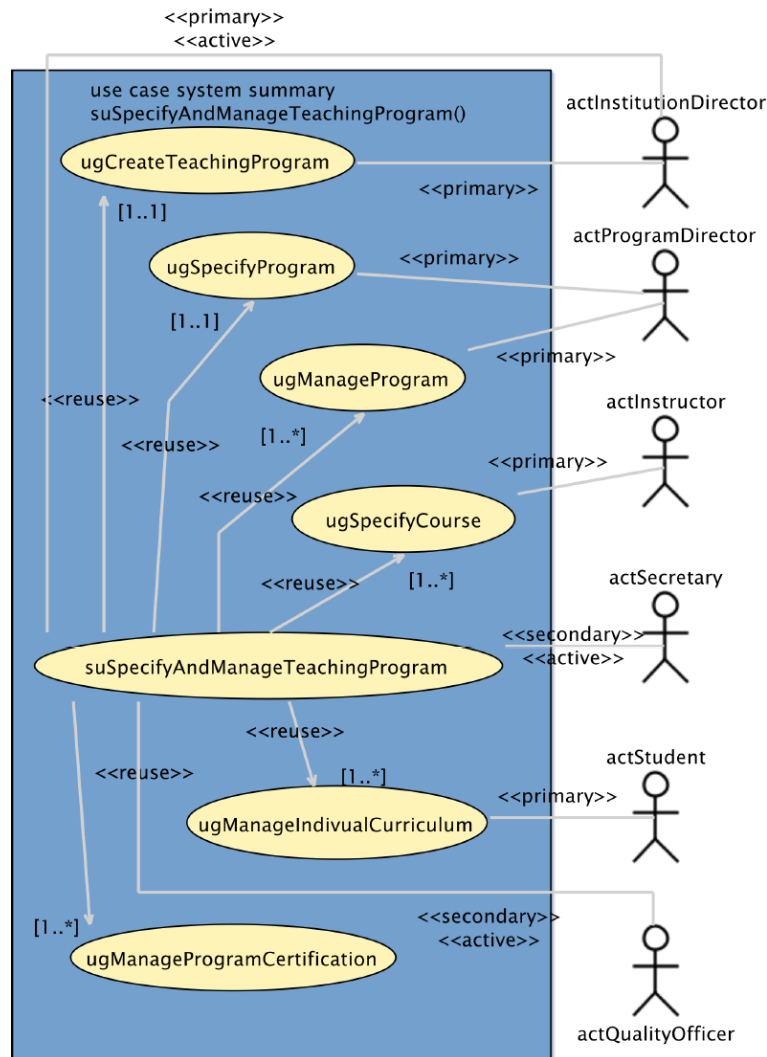 <<primary>>
<<active>>
use case system summary
suSpecifyAndManageTeachingProgram()
actInstitutionDirector
ugCreateTeachingProgram
<<primary>>
[1..1]
actProgramDirector
ugSpecifyProgram
<<primary>>
[1..1]
<<primary>>
ugManageProgram
<<reuse>>
actInstructor
[1..*]
<<reuse>>
<<primary>>
<<reuse>>
ugSpecifyCourse
<<reuse>>
[1..*]
actSecretary
<<secondary>>
<<active>>
suSpecifyAndManageTeachingProgram
<<reuse>>
actStudent
<<reuse>>
[1..*]
<<primary>>
ugManageIndivualCurriculum
[1..*]
<<secondary>>
<<active>>
ugManageProgramCertification
actQualityOfficer